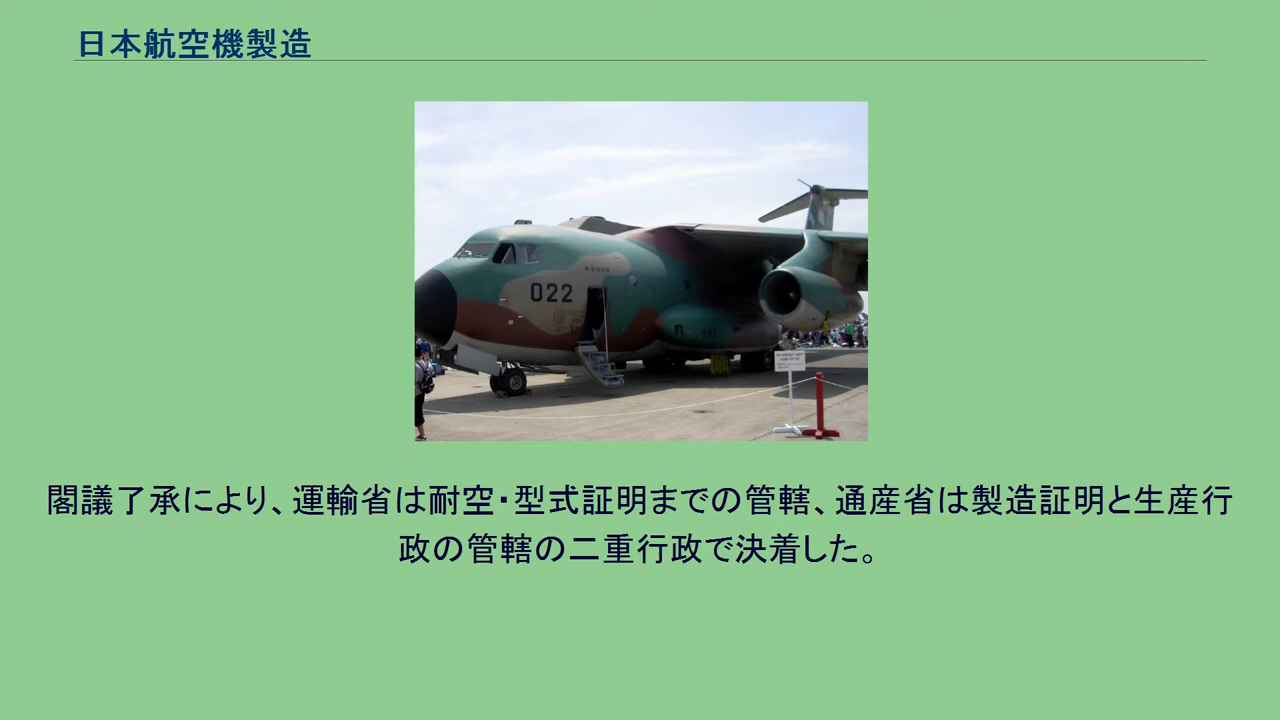 日本航空機製造
022
閣議了承により、運輸省は耐空・型式証明までの管轄、通産省は製造証明と生産行
政の管轄の二重行政で決着した。